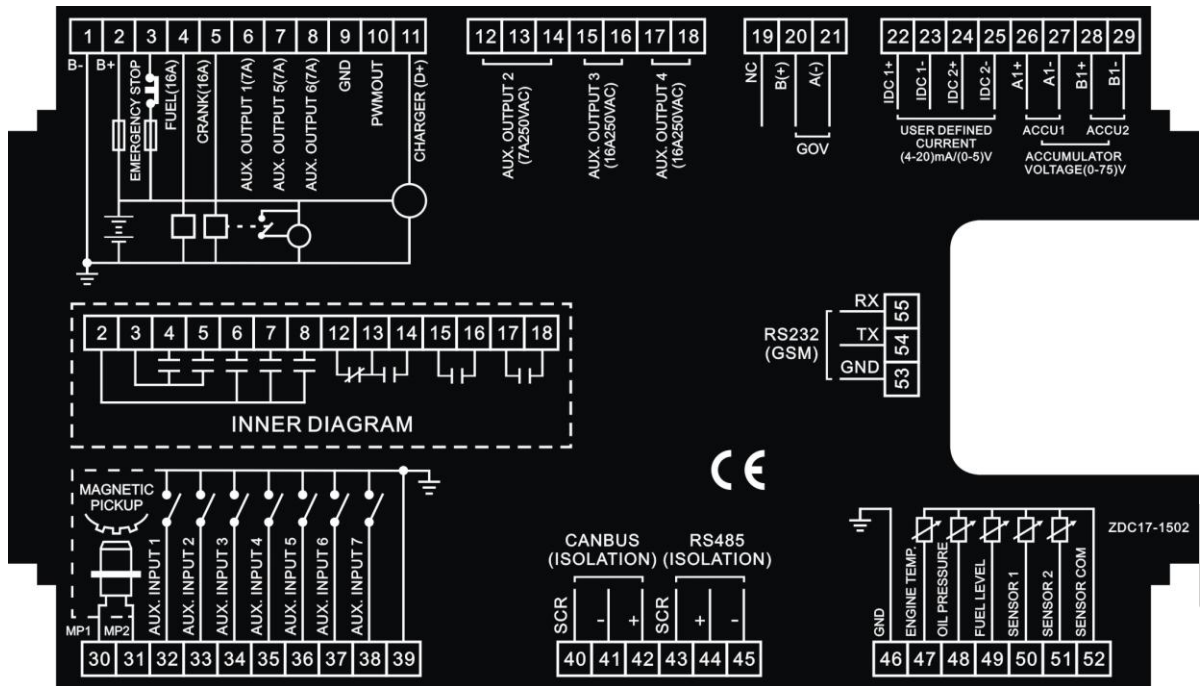 1 2 3 4 5 6 7 8 9 10 11
B-
B+
EMERGENCY STOP
FUEL(16A)
CRANK(16A)
AUX. OUTPUT 1(7A)
AUX. OUTPUT 5(7A)
AUX. OUTPUT 6(7A)
GND
PWMOUT
CHARGER (D+)
12 13 14 15 16 17 18
AUX. OUTPUT 2
(7A250VAC)
AUX. OUTPUT 3
(16A250VAC)
AUX. OUTPUT 4
(16A250VAC)
19 20 21
NC
B(+)
A(-)
GOV
22 23 24 25 26 27 28 29
IDC 1+
IDC 1-
IDC 2+
IDC 2-
A1+
A1-
B1+
B1-
USER DEFINED
CURRENT
(4-20)mA/(0-5)V
ACCU1
ACCU2
ACCUMULATOR
VOLTAGE(0-75)V
2 3 4 5 6 7 8 12 13 14 15 16 17 18
INNER DIAGRAM
RS232
(GSM)
RX 55
TX 54
GND 53
CE
MAGNETIC
PICKUP
MP1
MP2
AUX. INPUT 1
AUX. INPUT 2
AUX. INPUT 3
AUX. INPUT 4
AUX. INPUT 5
AUX. INPUT 6
AUX. INPUT 7
30 31 32 33 34 35 36 37 38 39
CANBUS
(ISOLATION)
RS485
(ISOLATION)
SCR
-
+
SCR
+
-
40 41 42 43 44 45
ZDC17-1502
GND
ENGINE TEMP.
OIL PRESSURE
FUEL LEVEL
SENSOR 1
SENSOR 2
SENSOR COM
46 47 48 49 50 51 52